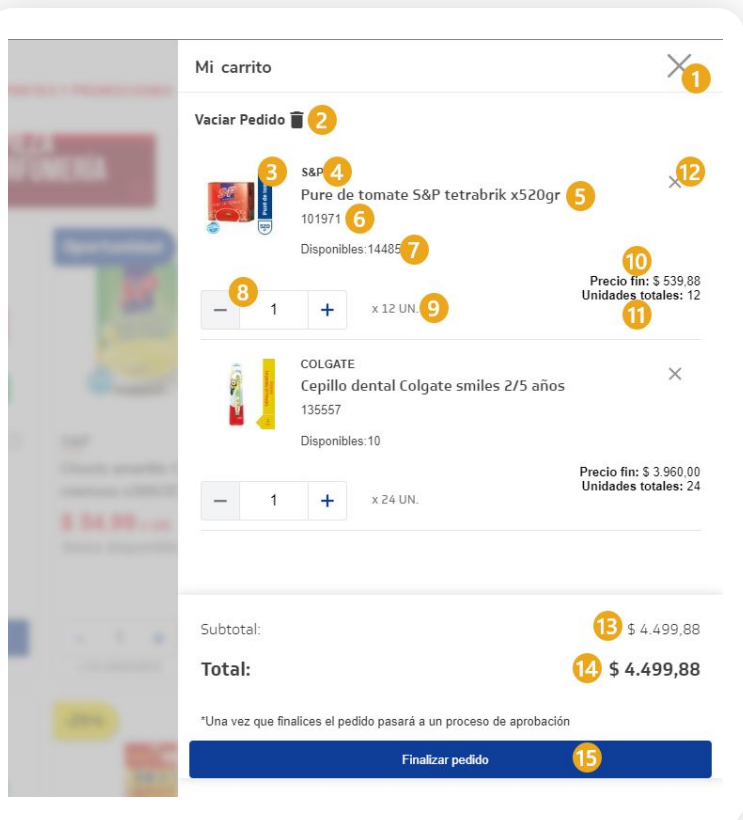 Mi carrito
1
Vaciar Pedido 2
3 S&P 4 12
Pure de tomate S&P tetrabrik x520gr 5
101971 6
Disponibles:14485 7
10
Precio fin: $ 539,88
Unidades totales: 12
11
8
− 1 + x 12 UN. 9
COLGATE
Cepillo dental Colgate smiles 2/5 años
135557
Disponibles:10
Precio fin: $ 3.960,00
Unidades totales: 24
− 1 + x 24 UN.
Subtotal: 13 $ 4.499,88
Total: 14 $ 4.499,88
*Una vez que finalices el pedido pasará a un proceso de aprobación
Finalizar pedido 15